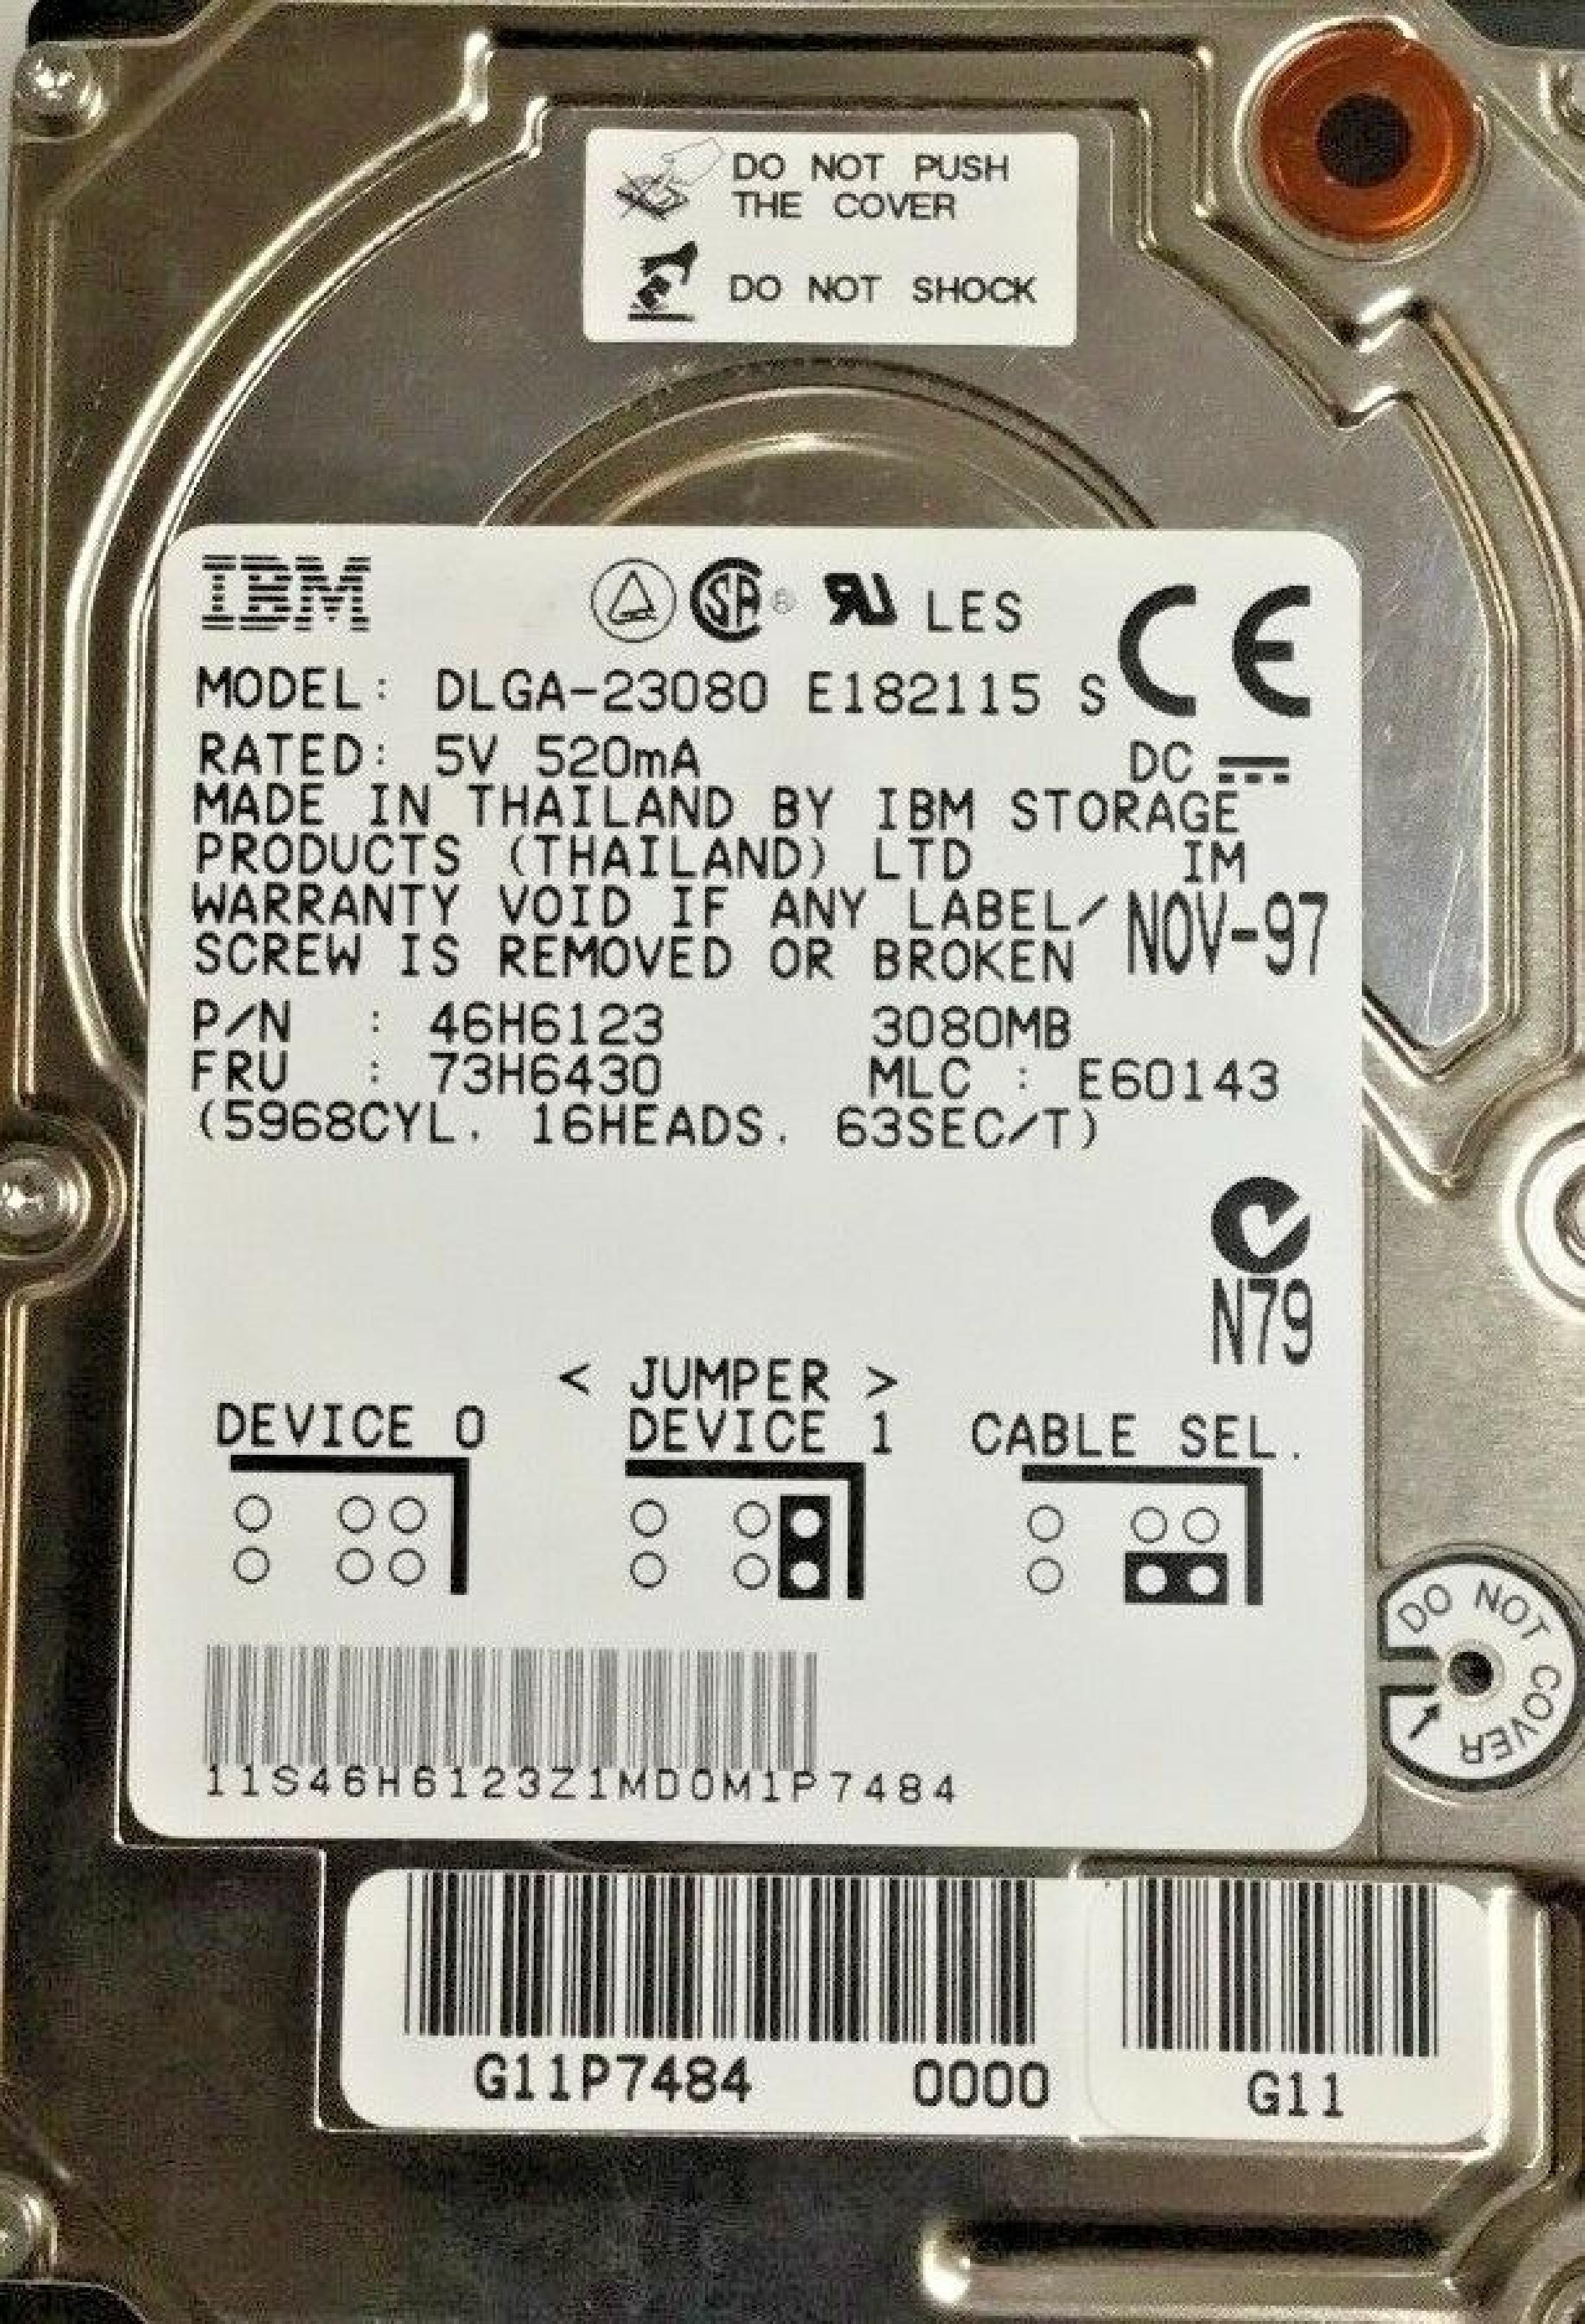 DO NOT PUSH
THE COVER
DO NOT SHOCK
IBM SA ® RU LES CE
MODEL: DLGA-23080 E182115 S
RATED: 5V 520mA DC
MADE IN THAILAND BY IBM STORAGE
PRODUCTS (THAILAND) LTD IM
WARRANTY VOID IF ANY LABEL/
SCREW IS REMOVED OR BROKEN NOV-97
P/N : 46H6123 3080MB
FRU : 73H6430 MLC : E60143
(5968CYL. 16HEADS. 63SEC/T)
N79
< JUMPER >
DEVICE 0 DEVICE 1 CABLE SEL.
DO NOT COVER
11S46H6123Z1MD0M1P7484
G11P7484 0000 G11